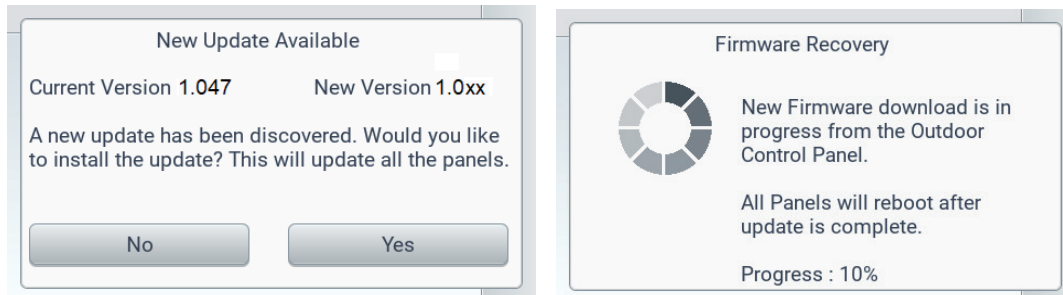 New Update Available
Current Version 1.047 New Version 1.0xx
A new update has been discovered. Would you like
to install the update? This will update all the panels.
No Yes
Firmware Recovery
New Firmware download is in
progress from the Outdoor
Control Panel.
All Panels will reboot after
update is complete.
Progress : 10%